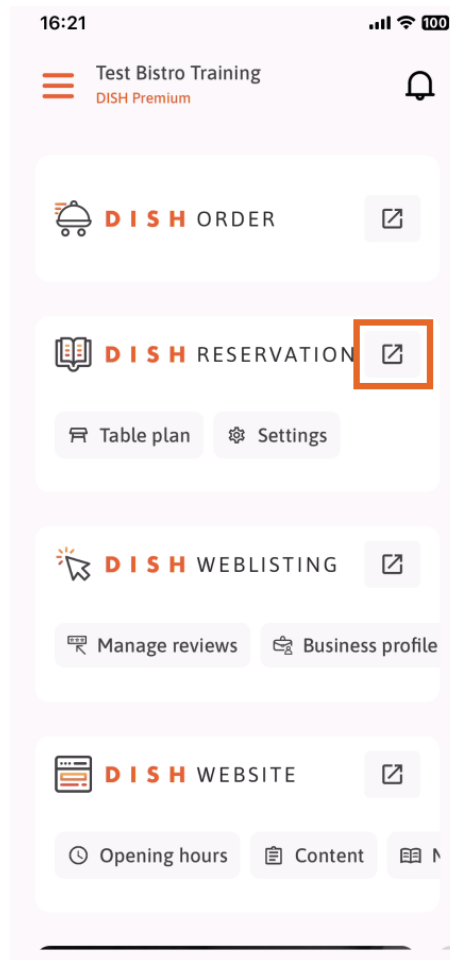 16:21
100
Test Bistro Training
DISH Premium
DISH ORDER
DISH RESERVATION
Table plan
Settings
DISH WEBLISTING
Manage reviews
Business profile
DISH WEBSITE
Opening hours
Content